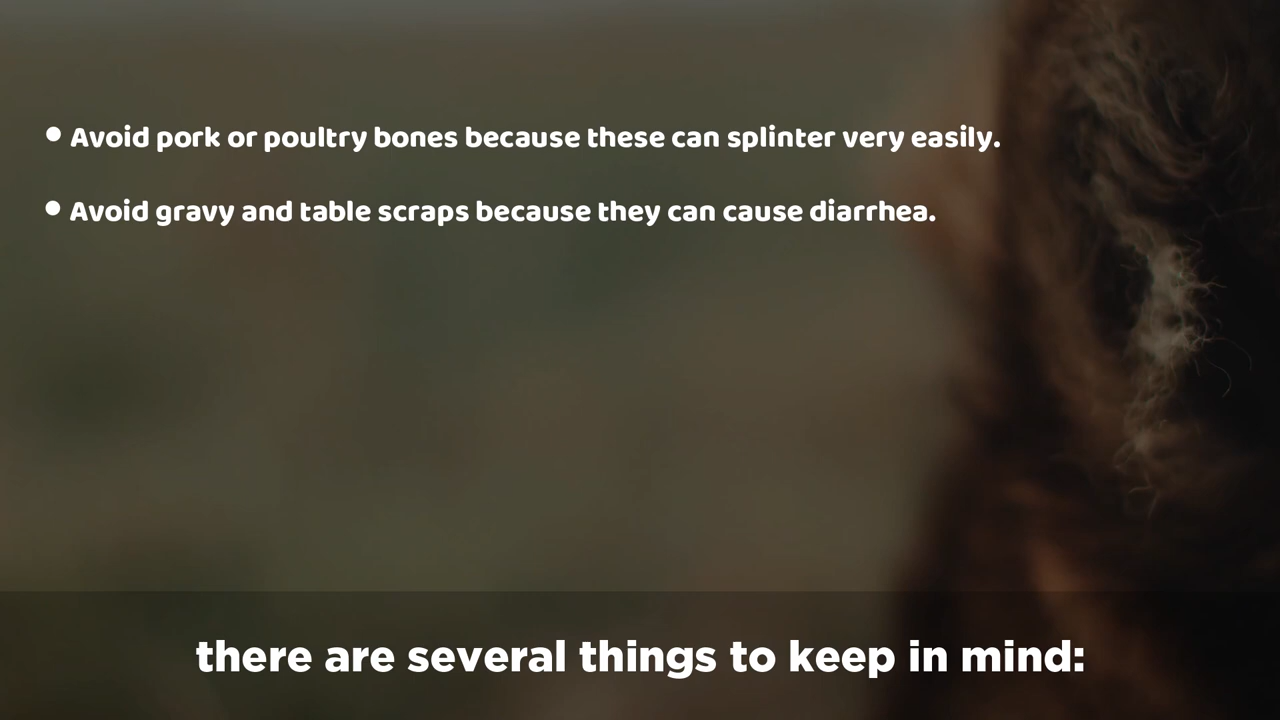 • Avoid pork or poultry bones because these can splinter very easily.
• Avoid gravy and table scraps because they can cause diarrhea.
there are several things to keep in mind: